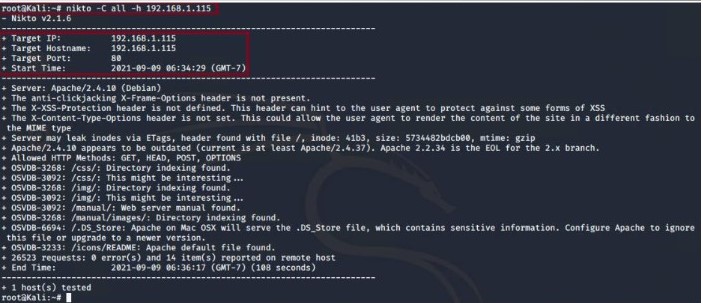 root@Kali:~# nikto -C all -h 192.168.1.115
- Nikto v2.1.6
---------------------------------------------------------------------------
+ Target IP:          192.168.1.115
+ Target Hostname:    192.168.1.115
+ Target Port:        80
+ Start Time:         2021-09-09 06:34:29 (GMT-7)
---------------------------------------------------------------------------
+ Server: Apache/2.4.10 (Debian)
+ The anti-clickjacking X-Frame-Options header is not present.
+ The X-XSS-Protection header is not defined. This header can hint to the user agent to protect against some forms of XSS
+ The X-Content-Type-Options header is not set. This could allow the user agent to render the content of the site in a different fashion to
the MIME type
+ Server may leak inodes via ETags, header found with file /, inode: 41b3, size: 5734482bdcb00, mtime: gzip
+ Apache/2.4.10 appears to be outdated (current is at least Apache/2.4.37). Apache 2.2.34 is the EOL for the 2.x branch.
+ Allowed HTTP Methods: GET, HEAD, POST, OPTIONS
+ OSVDB-3268: /css/: Directory indexing found.
+ OSVDB-3092: /css/: This might be interesting...
+ OSVDB-3268: /img/: Directory indexing found.
+ OSVDB-3092: /img/: This might be interesting...
+ OSVDB-3092: /manual/: Web server manual found.
+ OSVDB-3268: /manual/images/: Directory indexing found.
+ OSVDB-6694: /.DS_Store: Apache on Mac OSX will serve the .DS_Store file, which contains sensitive information. Configure Apache to ignore
this file or upgrade to a newer version.
+ OSVDB-3233: /icons/README: Apache default file found.
+ 26523 requests: 0 error(s) and 14 item(s) reported on remote host
+ End Time:           2021-09-09 06:36:17 (GMT-7) (108 seconds)
---------------------------------------------------------------------------
+ 1 host(s) tested
root@Kali:~#